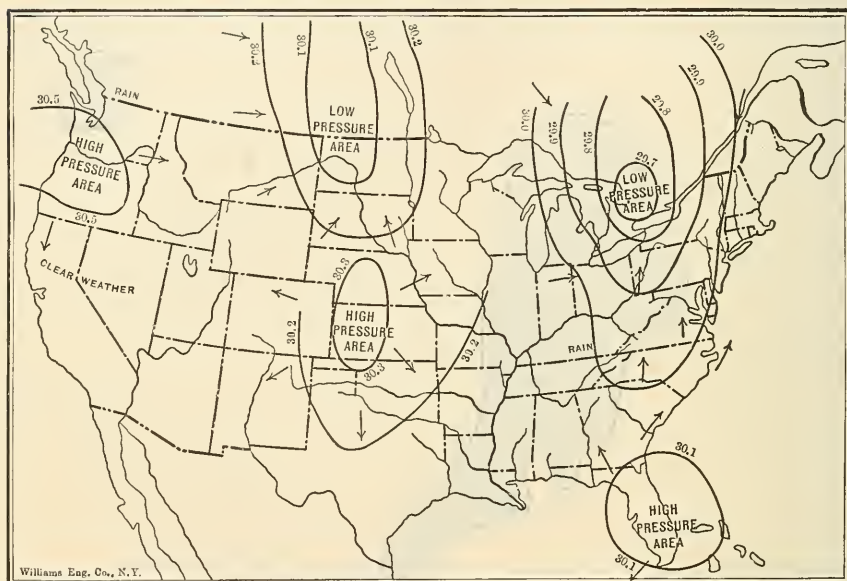 30.2
30.1
30.1
30.2
30.0
29.9
29.8
30.0
29.9
29.8
29.7
LOW
PRESSURE
AREA
RAIN
30.5
HIGH
PRESSURE
AREA
30.5
LOW
PRESSURE
AREA
CLEAR WEATHER
30.3
30.2
HIGH
PRESSURE
AREA
30.3
30.2
RAIN
30.1
HIGH
PRESSURE
AREA
30.1
Williams Eng. Co., N.Y.